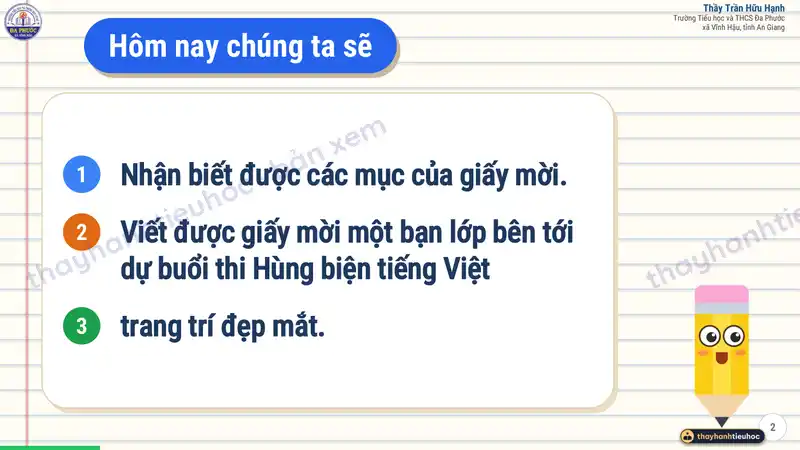 Thầy Trần Hữu Hạnh
Trường Tiểu học và THCS Đa Phước
xã Vĩnh Hậu, tỉnh An Giang
ĐA PHƯỚC
Hôm nay chúng ta sẽ
1 Nhận biết được các mục của giấy mời.
2 Viết được giấy mời một bạn lớp bên tới
dự buổi thi Hùng biện tiếng Việt
3 trang trí đẹp mắt.
thayhanhtieuhoc
2